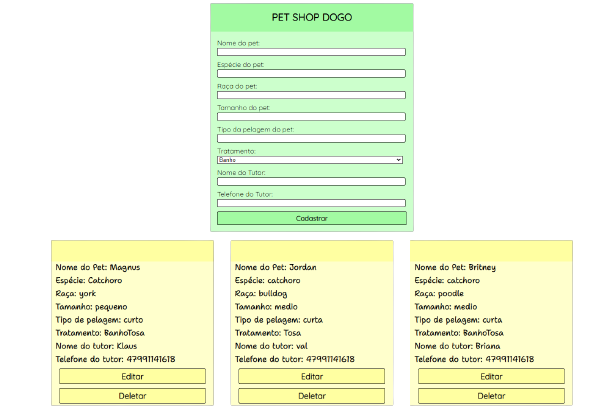 PET SHOP DOGO
Nome do pet:
Espécie do pet:
Raça do pet:
Tamanho do pet:
Tipo da pelagem do pet:
Tratamento:
Banho
Nome do Tutor:
Telefone do Tutor:
Cadastrar
Nome do Pet: Magnus
Espécie: Catchoro
Raça: york
Tamanho: pequeno
Tipo de pelagem: curto
Tratamento: BanhoTosa
Nome do tutor: Klaus
Telefone do tutor: 47991141618
Editar
Deletar
Nome do Pet: Jordan
Espécie: catchoro
Raça: bulldog
Tamanho: medio
Tipo de pelagem: curta
Tratamento: Tosa
Nome do tutor: val
Telefone do tutor: 47991141618
Editar
Deletar
Nome do Pet: Britney
Espécie: catchoro
Raça: poodle
Tamanho: medio
Tipo de pelagem: curta
Tratamento: BanhoTosa
Nome do tutor: Briana
Telefone do tutor: 47991141618
Editar
Deletar